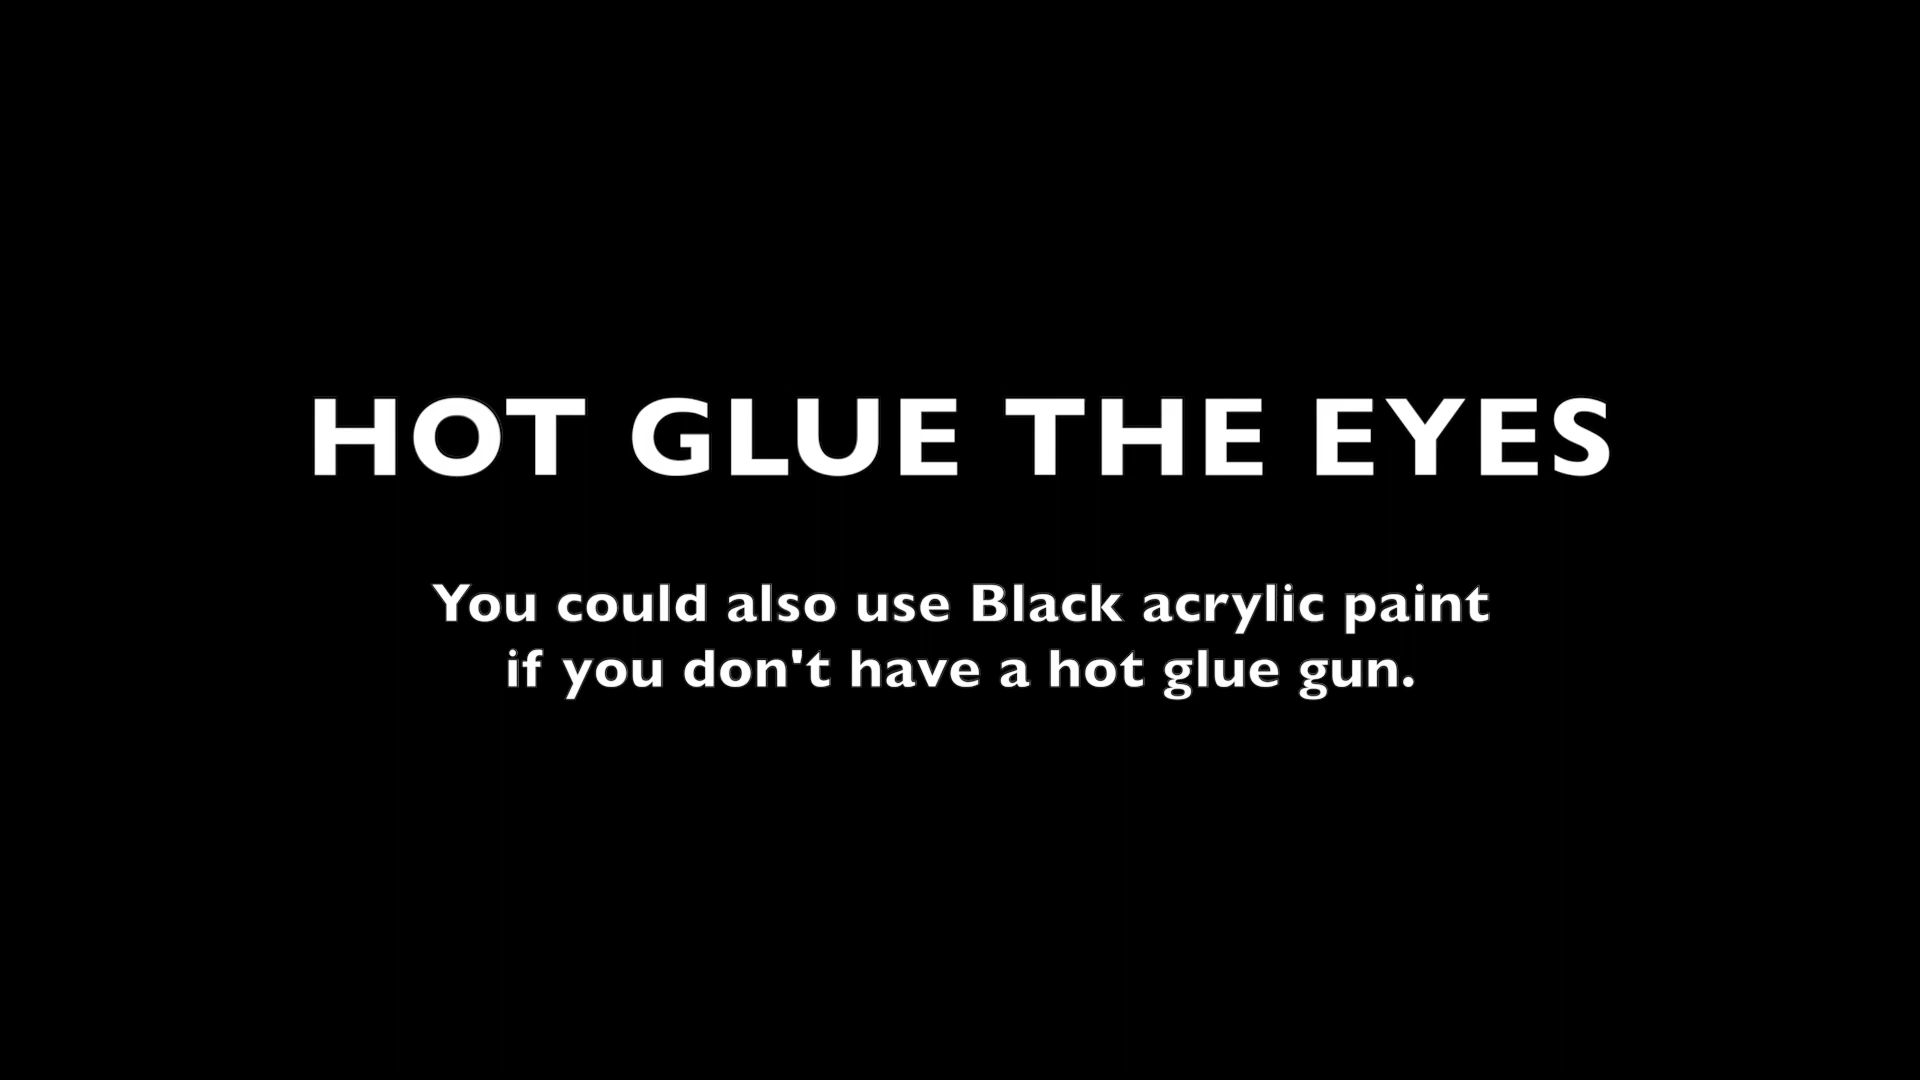 HOT GLUE THE EYES
You could also use Black acrylic paint
if you don't have a hot glue gun.